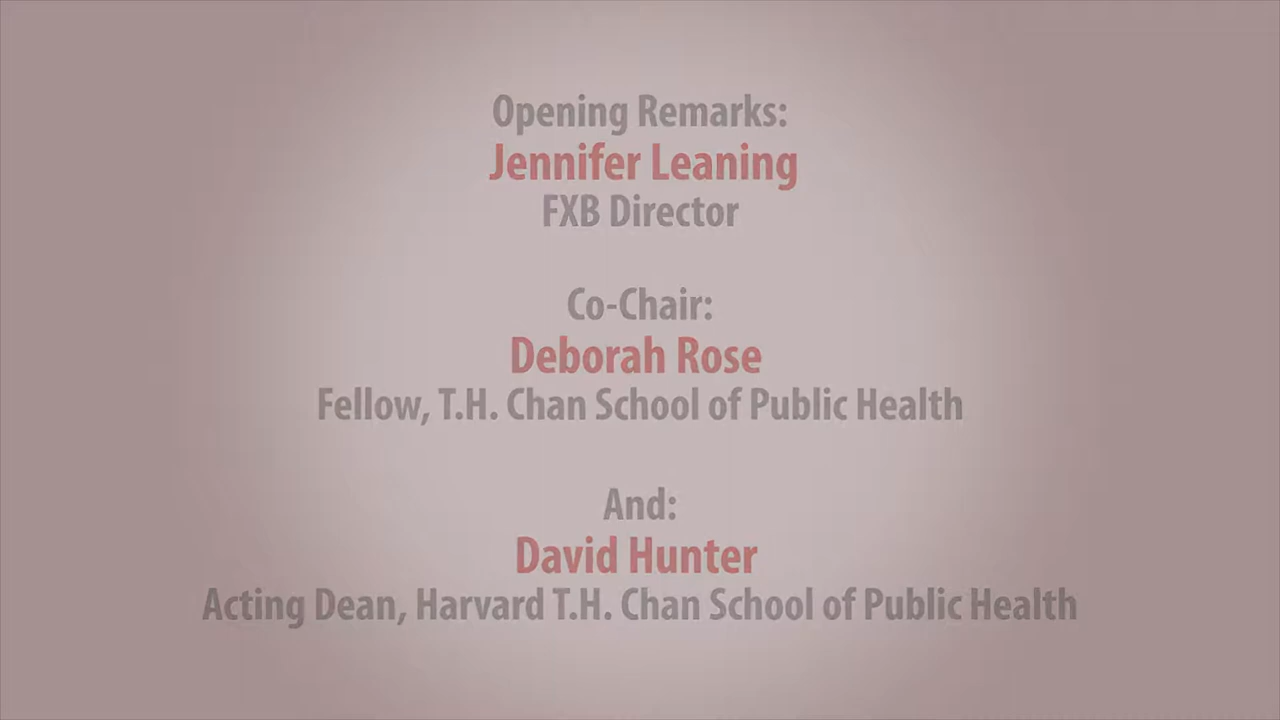 Opening Remarks:
Jennifer Leaning
FXB Director
Co-Chair:
Deborah Rose
Fellow, T.H. Chan School of Public Health
And:
David Hunter
Acting Dean, Harvard T.H. Chan School of Public Health